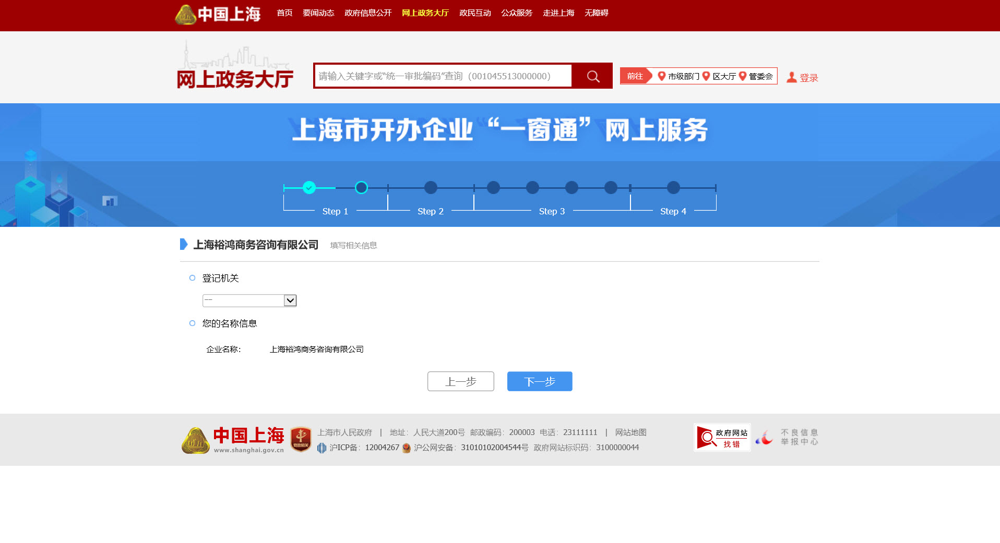 中国上海 首页 要闻动态 政府信息公开 网上政务大厅 政民互动 公众服务 走进上海 无障碍
网上政务大厅 请输入关键字或“统一审批编码”查询（001045513000000） 前往 市级部门 区大厅 管委会 登录
上海市开办企业“一窗通”网上服务
Step 1 Step 2 Step 3 Step 4
上海裕鸿商务咨询有限公司 填写相关信息
登记机关
--
您的名称信息
企业名称： 上海裕鸿商务咨询有限公司
上一步 下一步
中国上海
www.shanghai.gov.cn
党政机关
上海市人民政府 | 地址：人民大道200号 邮政编码：200003 电话：23111111 | 网站地图
沪ICP备：12004267 沪公网安备：31010102004544号 政府网站标识码：3100000044
政府网站
找错
不良信息
举报中心